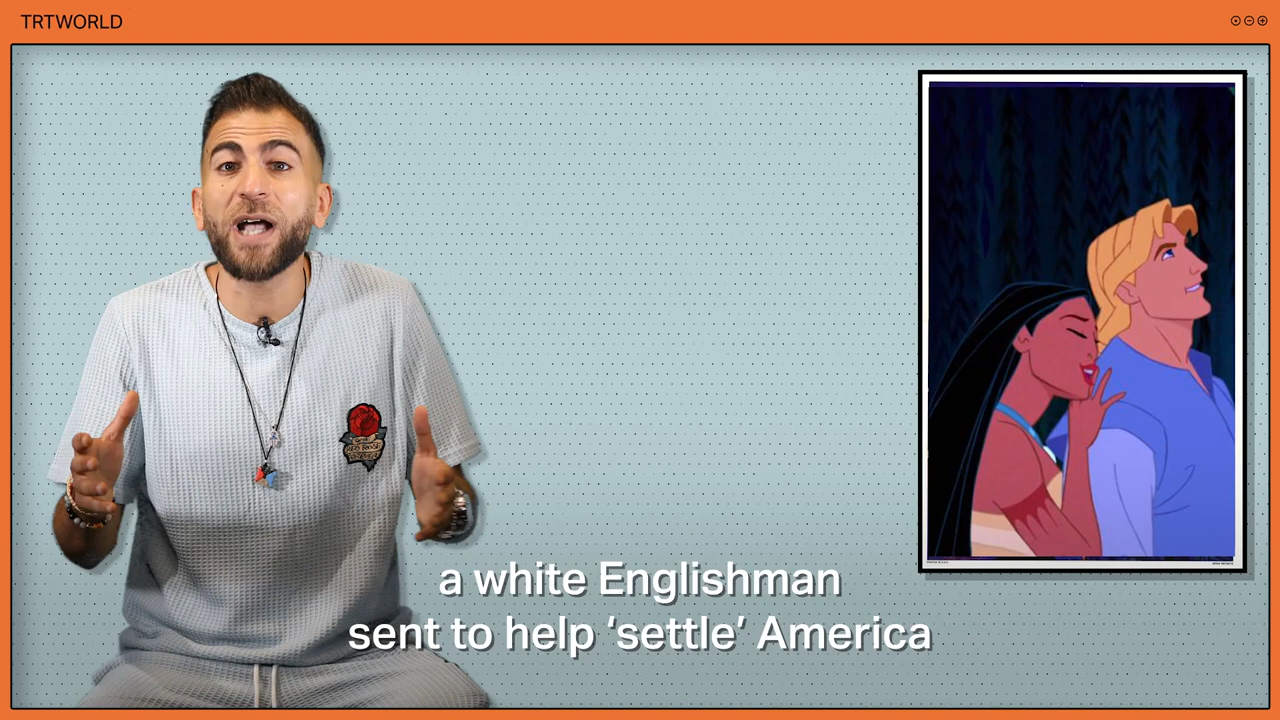 TRTWORLD
a white Englishman
sent to help ‘settle’ America